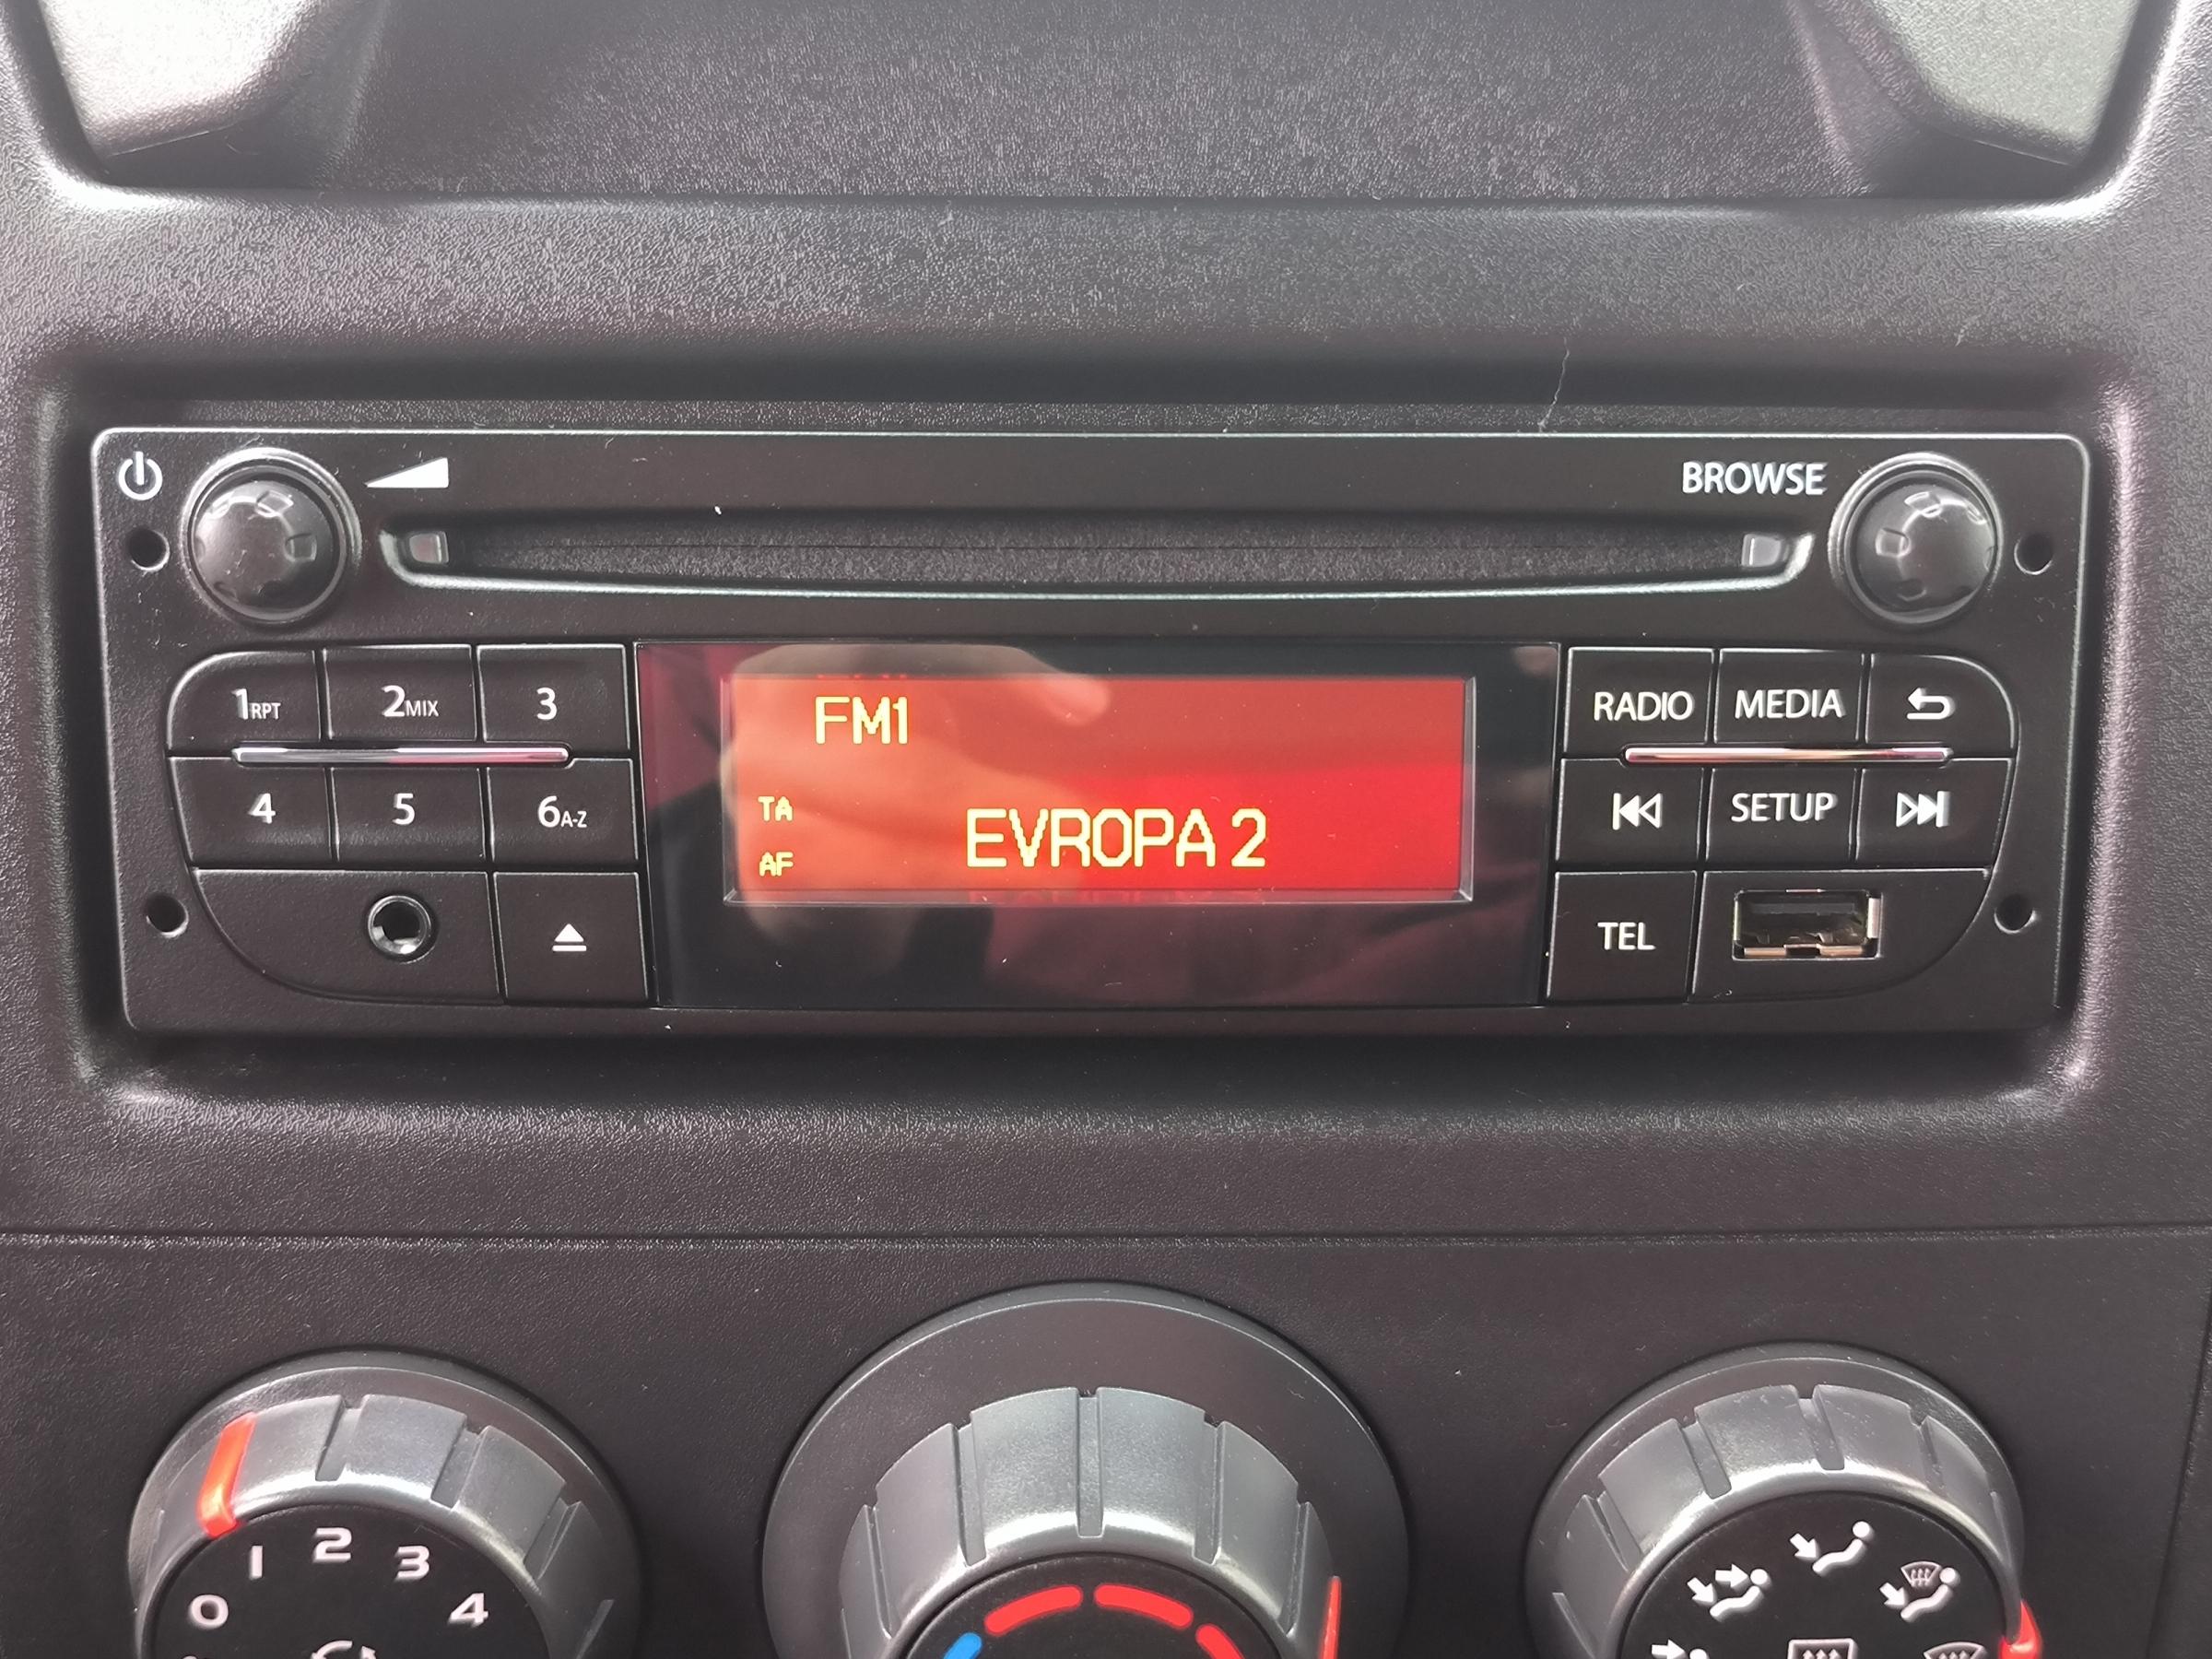 BROWSE
1RPT 2MIX 3
4 5 6A-Z
FM1
TA
AF
EVROPA 2
RADIO MEDIA
SETUP
TEL
0 1 2 3 4